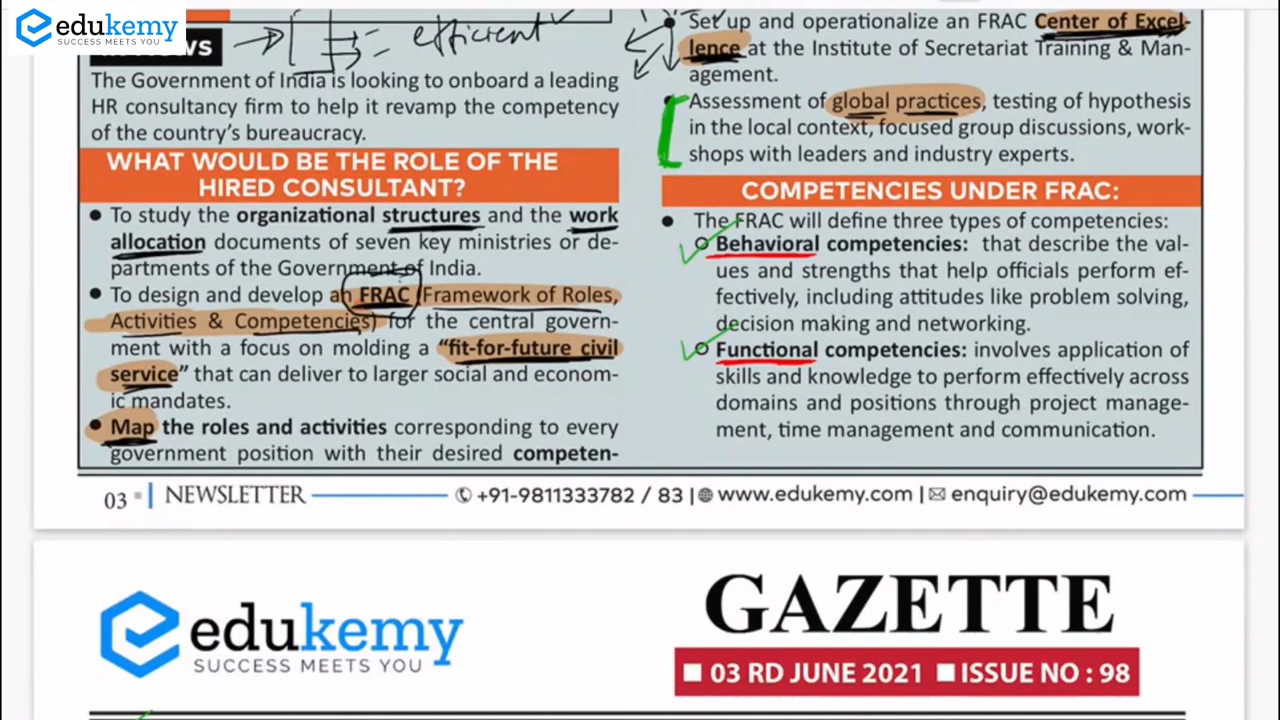 edukemy
SUCCESS MEETS YOU
efficient
The Government of India is looking to onboard a leading
HR consultancy firm to help it revamp the competency
of the country's bureaucracy.
WHAT WOULD BE THE ROLE OF THE
HIRED CONSULTANT?
• To study the organizational structures and the work
allocation documents of seven key ministries or de-
partments of the Government of India.
• To design and develop an FRAC (Framework of Roles,
Activities & Competencies) for the central govern-
ment with a focus on molding a "fit-for-future civil
service" that can deliver to larger social and econom-
ic mandates.
• Map the roles and activities corresponding to every
government position with their desired competen-
• Set up and operationalize an FRAC Center of Excel-
lence at the Institute of Secretariat Training & Man-
agement.
• Assessment of global practices, testing of hypothesis
in the local context, focused group discussions, work-
shops with leaders and industry experts.
COMPETENCIES UNDER FRAC:
• The FRAC will define three types of competencies:
Behavioral competencies: that describe the val-
ues and strengths that help officials perform ef-
fectively, including attitudes like problem solving,
decision making and networking.
Functional competencies: involves application of
skills and knowledge to perform effectively across
domains and positions through project manage-
ment, time management and communication.
03 NEWSLETTER +91-9811333782 / 83 | www.edukemy.com | enquiry@edukemy.com
edukemy
SUCCESS MEETS YOU
GAZETTE
03 RD JUNE 2021 ISSUE NO : 98